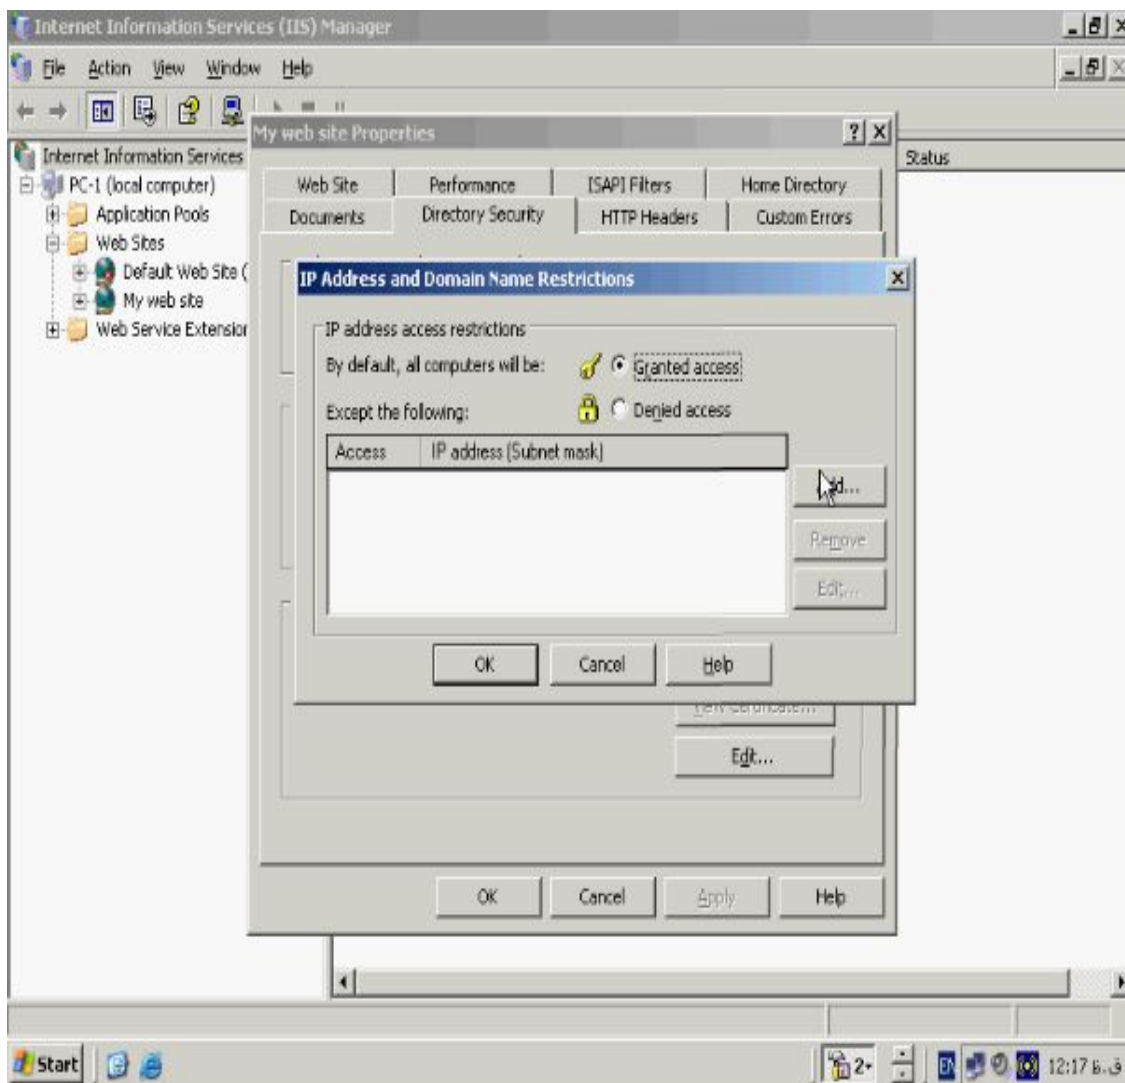 Internet Information Services (IIS) Manager
File Action View Window Help
My web site Properties
Internet Information Services
Status
PC-1 (local computer)
Application Pools
Web Sites
Default Web Site (
My web site
Web Service Extension
Web Site Performance ISAPI Filters Home Directory
Documents Directory Security HTTP Headers Custom Errors
IP Address and Domain Name Restrictions
IP address access restrictions
By default, all computers will be: Granted access
Except the following: Denied access
Access IP address (Subnet mask)
Add...
Remove
Edit...
OK Cancel Help
Edit...
OK Cancel Apply Help
Start
2
EN
12:17 ق.ظ